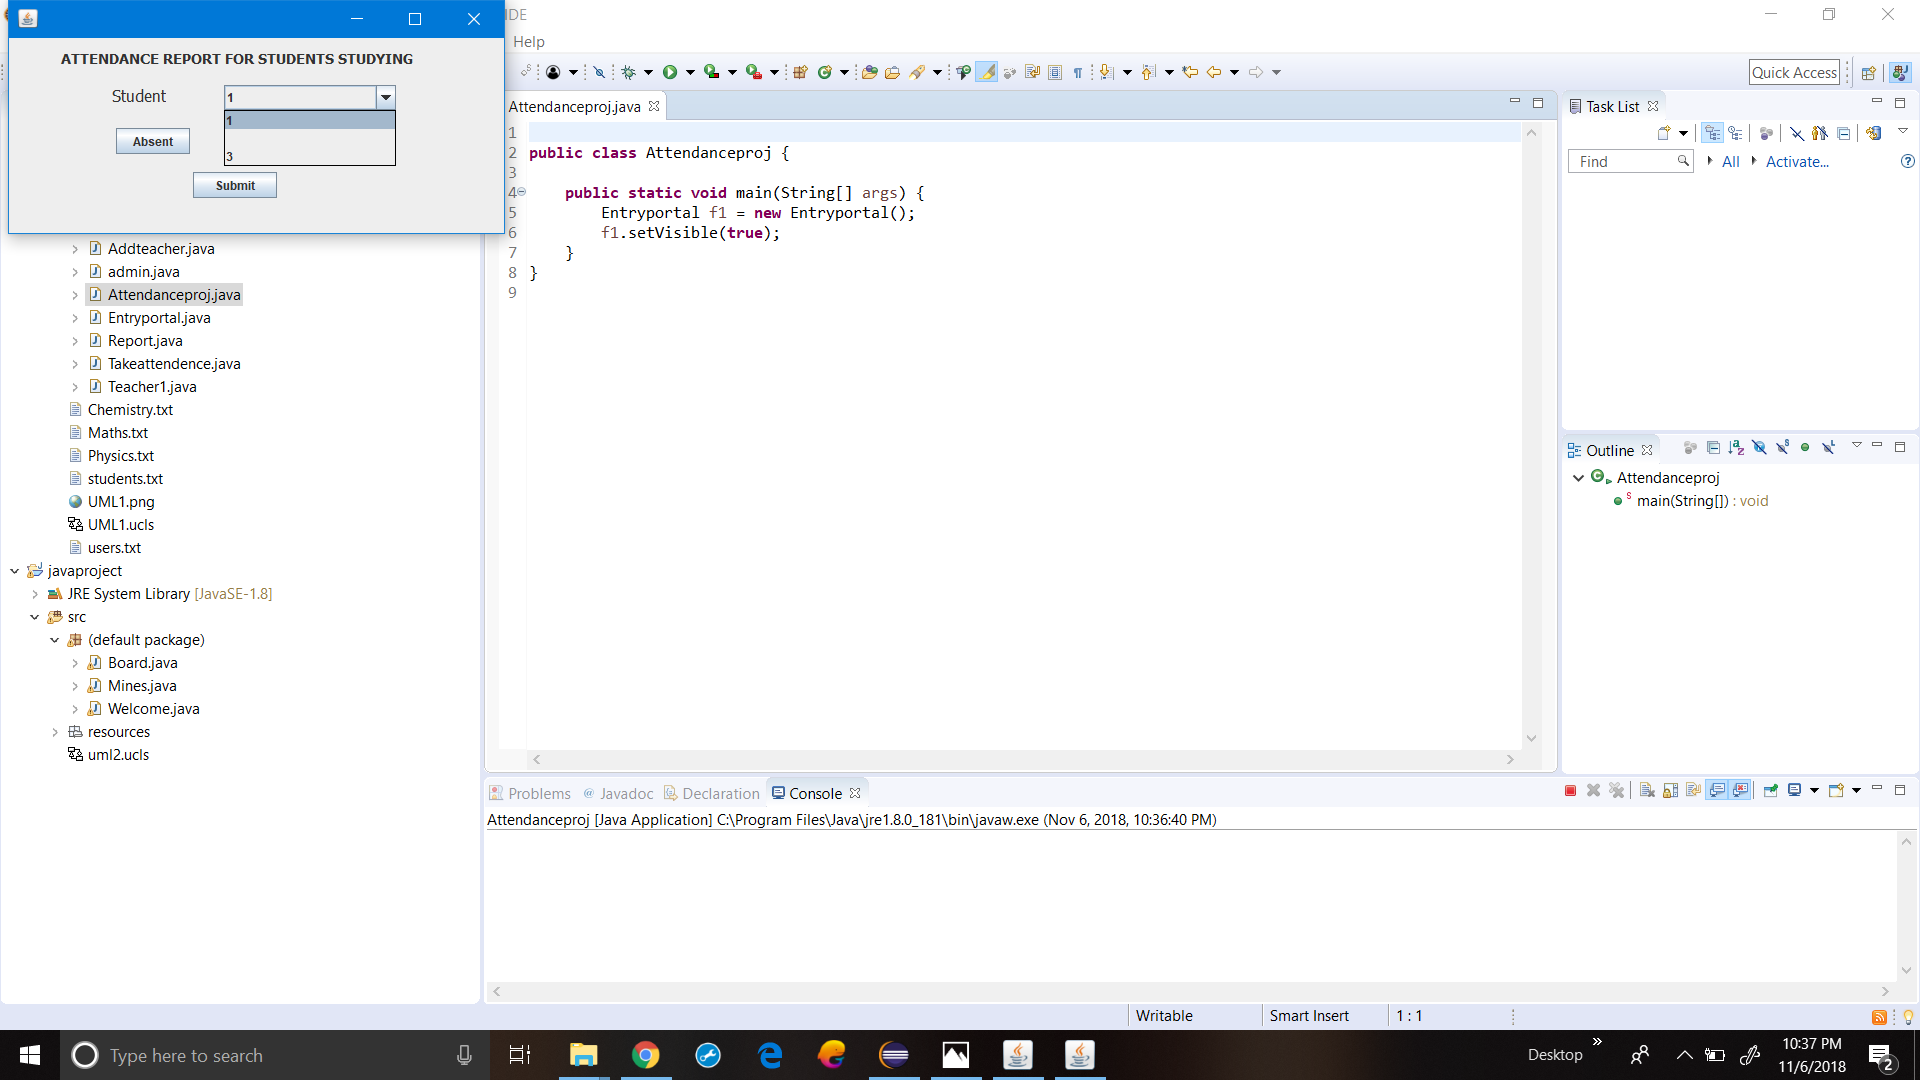 IDE
Help
ATTENDANCE REPORT FOR STUDENTS STUDYING
Student
1
1
3
Absent
Submit
Quick Access
Addteacher.java
admin.java
Attendanceproj.java
Entryportal.java
Report.java
Takeattendence.java
Teacher1.java
Chemistry.txt
Maths.txt
Physics.txt
students.txt
UML1.png
UML1.ucls
users.txt
javaproject
JRE System Library [JavaSE-1.8]
src
(default package)
Board.java
Mines.java
Welcome.java
resources
uml2.ucls
Attendanceproj.java
1
2 public class Attendanceproj {
3
4 public static void main(String[] args) {
5 Entryportal f1 = new Entryportal();
6 f1.setVisible(true);
7 }
8 }
9
Task List
Find
All
Activate...
Outline
Attendanceproj
main(String[]) : void
Problems @ Javadoc Declaration Console
Attendanceproj [Java Application] C:\Program Files\Java\jre1.8.0_181\bin\javaw.exe (Nov 6, 2018, 10:36:40 PM)
Writable
Smart Insert
1 : 1
Type here to search
Desktop
10:37 PM
11/6/2018
2